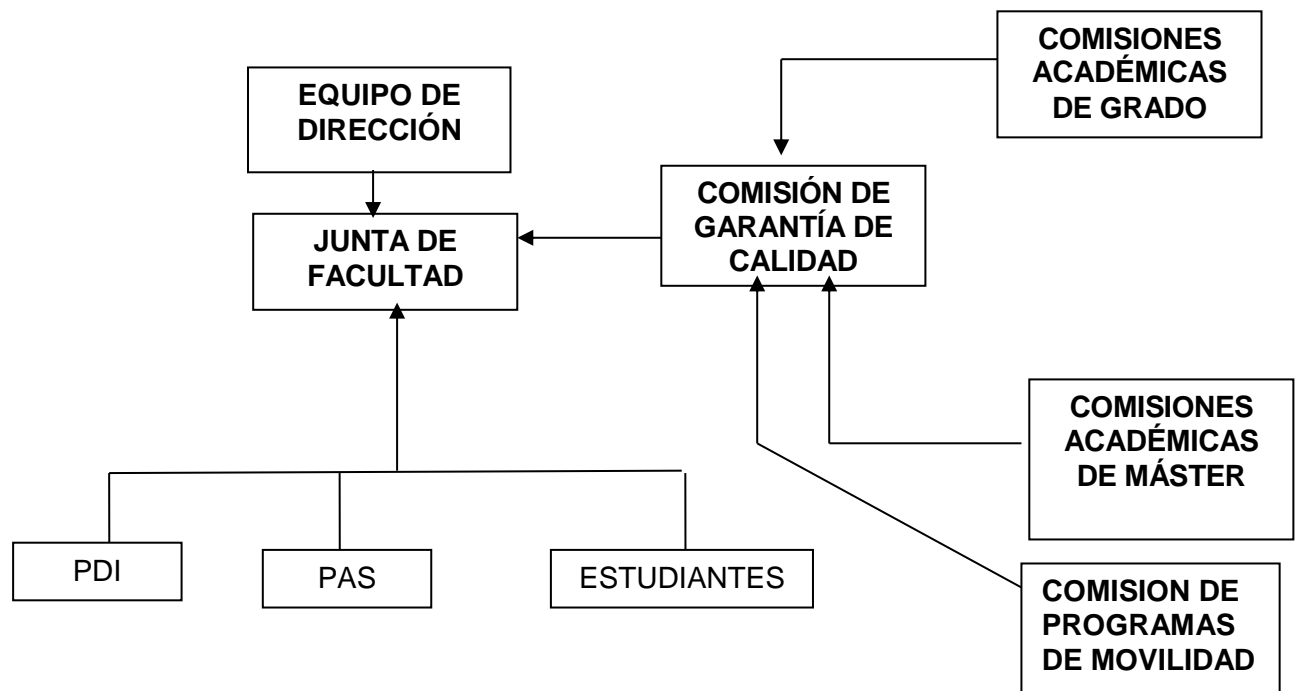 COMISIONES
ACADÉMICAS
DE GRADO
EQUIPO DE
DIRECCIÓN
COMISIÓN DE
GARANTÍA DE
CALIDAD
JUNTA DE
FACULTAD
COMISIONES
ACADÉMICAS
DE MÁSTER
PDI
PAS
ESTUDIANTES
COMISION DE
PROGRAMAS
DE MOVILIDAD